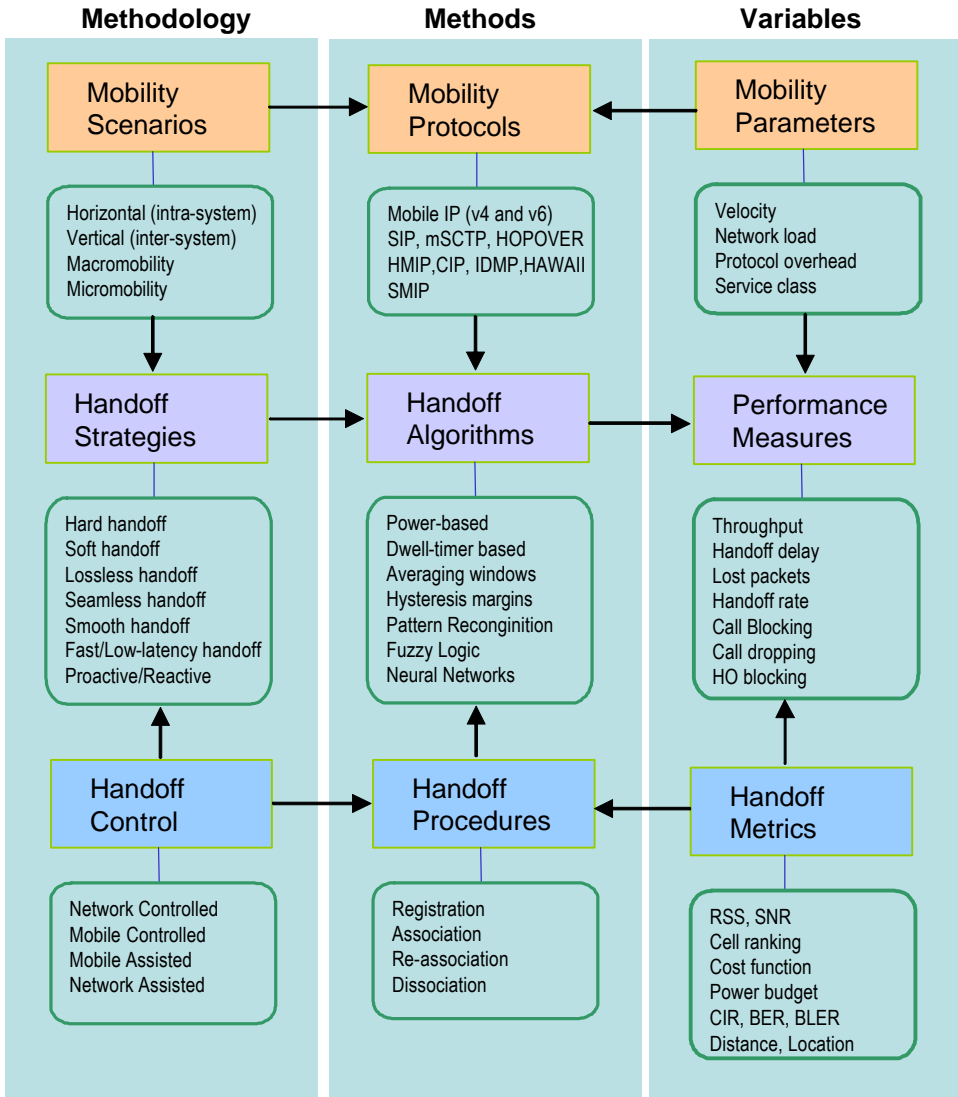 Methodology
Methods
Variables
Mobility
Scenarios
Mobility
Protocols
Mobility
Parameters
Horizontal (intra-system)
Vertical (inter-system)
Macromobility
Micromobility
Mobile IP (v4 and v6)
SIP, mSCTP, HOPOVER
HMIP,CIP, IDMP,HAWAII
SMIP
Velocity
Network load
Protocol overhead
Service class
Handoff
Strategies
Handoff
Algorithms
Performance
Measures
Hard handoff
Soft handoff
Lossless handoff
Seamless handoff
Smooth handoff
Fast/Low-latency handoff
Proactive/Reactive
Power-based
Dwell-timer based
Averaging windows
Hysteresis margins
Pattern Reconginition
Fuzzy Logic
Neural Networks
Throughput
Handoff delay
Lost packets
Handoff rate
Call Blocking
Call dropping
HO blocking
Handoff
Control
Handoff
Procedures
Handoff
Metrics
Network Controlled
Mobile Controlled
Mobile Assisted
Network Assisted
Registration
Association
Re-association
Dissociation
RSS, SNR
Cell ranking
Cost function
Power budget
CIR, BER, BLER
Distance, Location